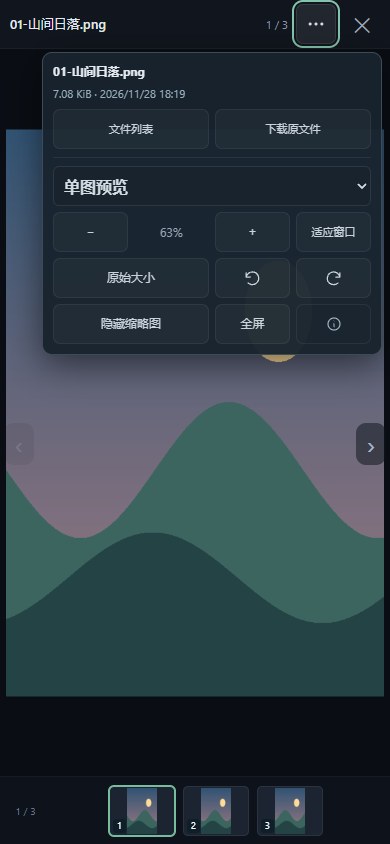 01-山间日落.png 1 / 3
01-山间日落.png
7.08 KiB · 2026/11/28 18:19
文件列表 下载原文件
单图预览
− 63% + 适应窗口
原始大小
隐藏缩略图 全屏
1 / 3 1 2 3